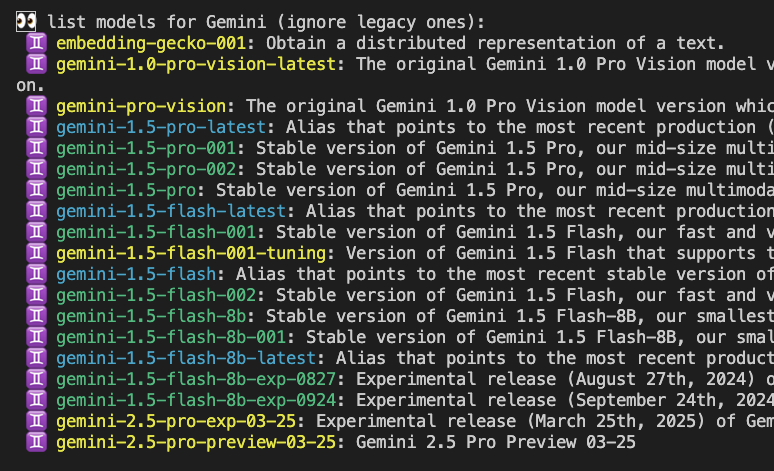 👀 list models for Gemini (ignore legacy ones):
♊ embedding-gecko-001: Obtain a distributed representation of a text.
♊ gemini-1.0-pro-vision-latest: The original Gemini 1.0 Pro Vision model v
on.
♊ gemini-pro-vision: The original Gemini 1.0 Pro Vision model version whic
♊ gemini-1.5-pro-latest: Alias that points to the most recent production (
♊ gemini-1.5-pro-001: Stable version of Gemini 1.5 Pro, our mid-size multi
♊ gemini-1.5-pro-002: Stable version of Gemini 1.5 Pro, our mid-size multi
♊ gemini-1.5-pro: Stable version of Gemini 1.5 Pro, our mid-size multimoda
♊ gemini-1.5-flash-latest: Alias that points to the most recent production
♊ gemini-1.5-flash-001: Stable version of Gemini 1.5 Flash, our fast and v
♊ gemini-1.5-flash-001-tuning: Version of Gemini 1.5 Flash that supports t
♊ gemini-1.5-flash: Alias that points to the most recent stable version of
♊ gemini-1.5-flash-002: Stable version of Gemini 1.5 Flash, our fast and v
♊ gemini-1.5-flash-8b: Stable version of Gemini 1.5 Flash-8B, our smallest
♊ gemini-1.5-flash-8b-001: Stable version of Gemini 1.5 Flash-8B, our smal
♊ gemini-1.5-flash-8b-latest: Alias that points to the most recent product
♊ gemini-1.5-flash-8b-exp-0827: Experimental release (August 27th, 2024) o
♊ gemini-1.5-flash-8b-exp-0924: Experimental release (September 24th, 2024
♊ gemini-2.5-pro-exp-03-25: Experimental release (March 25th, 2025) of Gem
♊ gemini-2.5-pro-preview-03-25: Gemini 2.5 Pro Preview 03-25